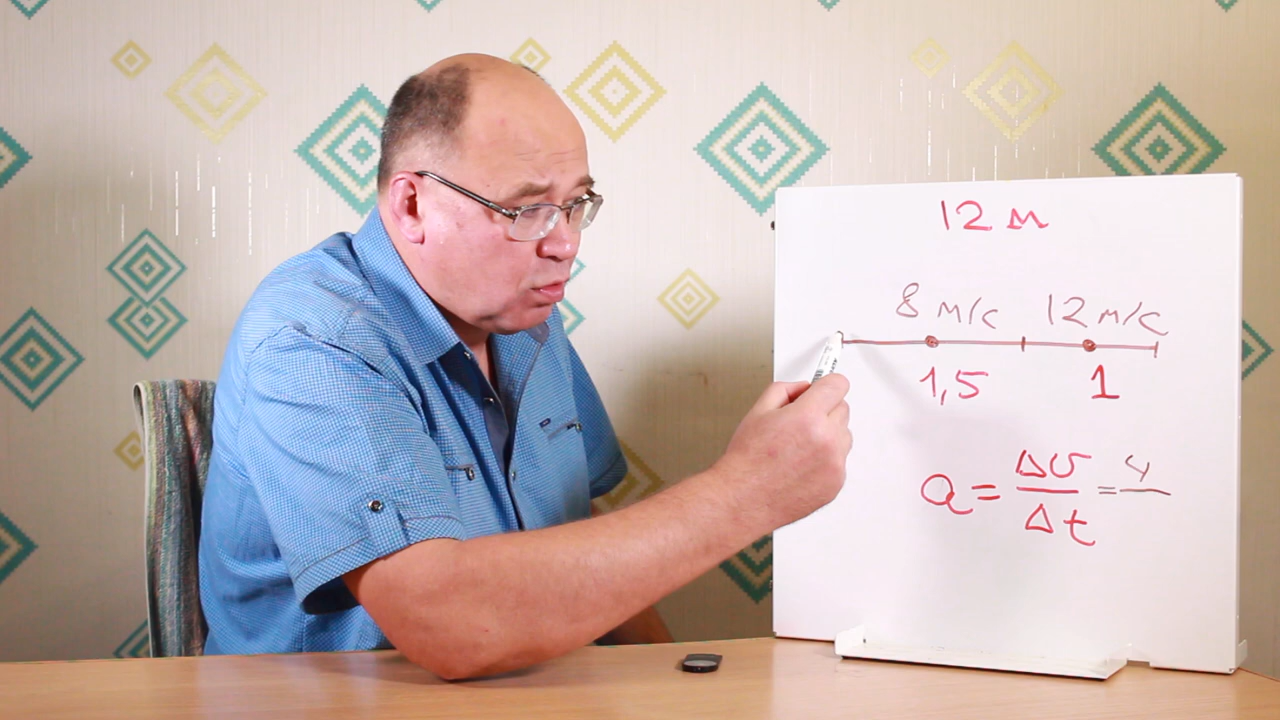 12 м
8 м/с 12 м/с
1,5 1
a = Δυ/Δt = 4/